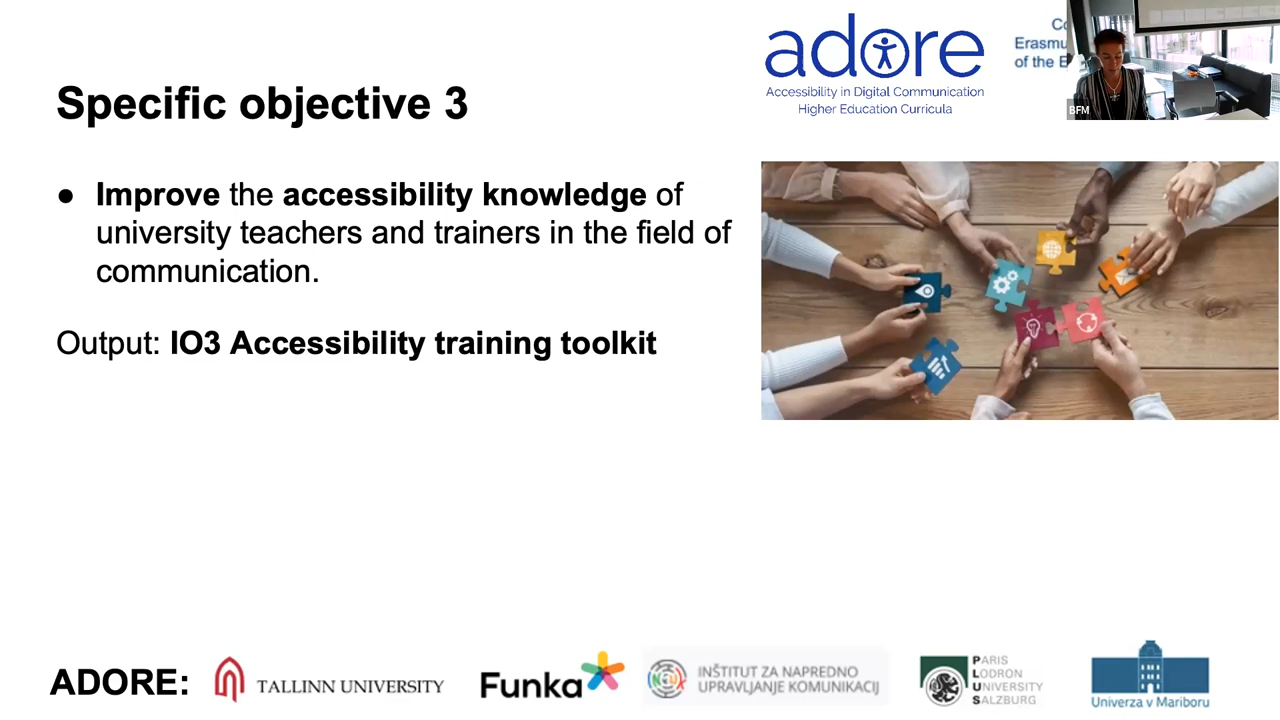 adore
Accessibility in Digital Communication
Higher Education Curricula
Erasmu
of the E
BFM
Specific objective 3
● Improve the accessibility knowledge of
university teachers and trainers in the field of
communication.
Output: IO3 Accessibility training toolkit
ADORE:
TALLINN UNIVERSITY
Funka
INŠTITUT ZA NAPREDNO
UPRAVLJANJE KOMUNIKACIJ
PARIS
LODRON
UNIVERSITY
SALZBURG
Univerza v Mariboru